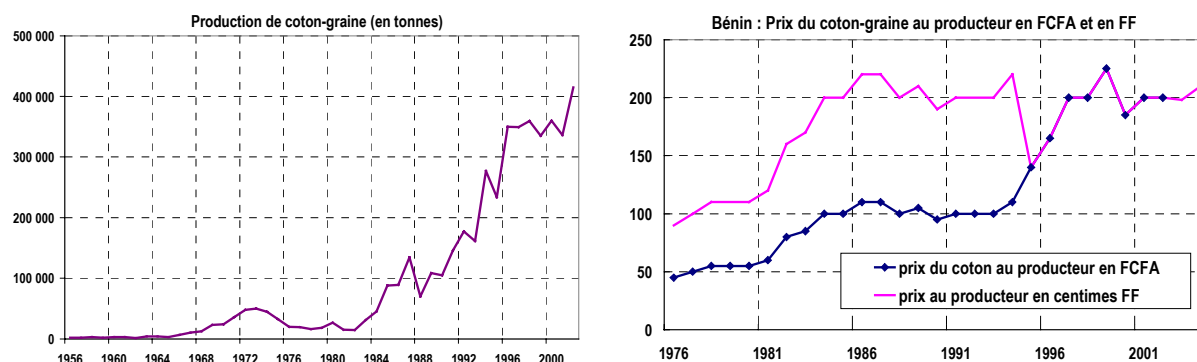 Production de coton-graine (en tonnes)
500 000
400 000
300 000
200 000
100 000
0
1956 1960 1964 1968 1972 1976 1980 1984 1988 1992 1996 2000
Bénin : Prix du coton-graine au producteur en FCFA et en FF
250
200
150
100
50
0
prix du coton au producteur en FCFA
prix au producteur en centimes FF
1976 1981 1986 1991 1996 2001